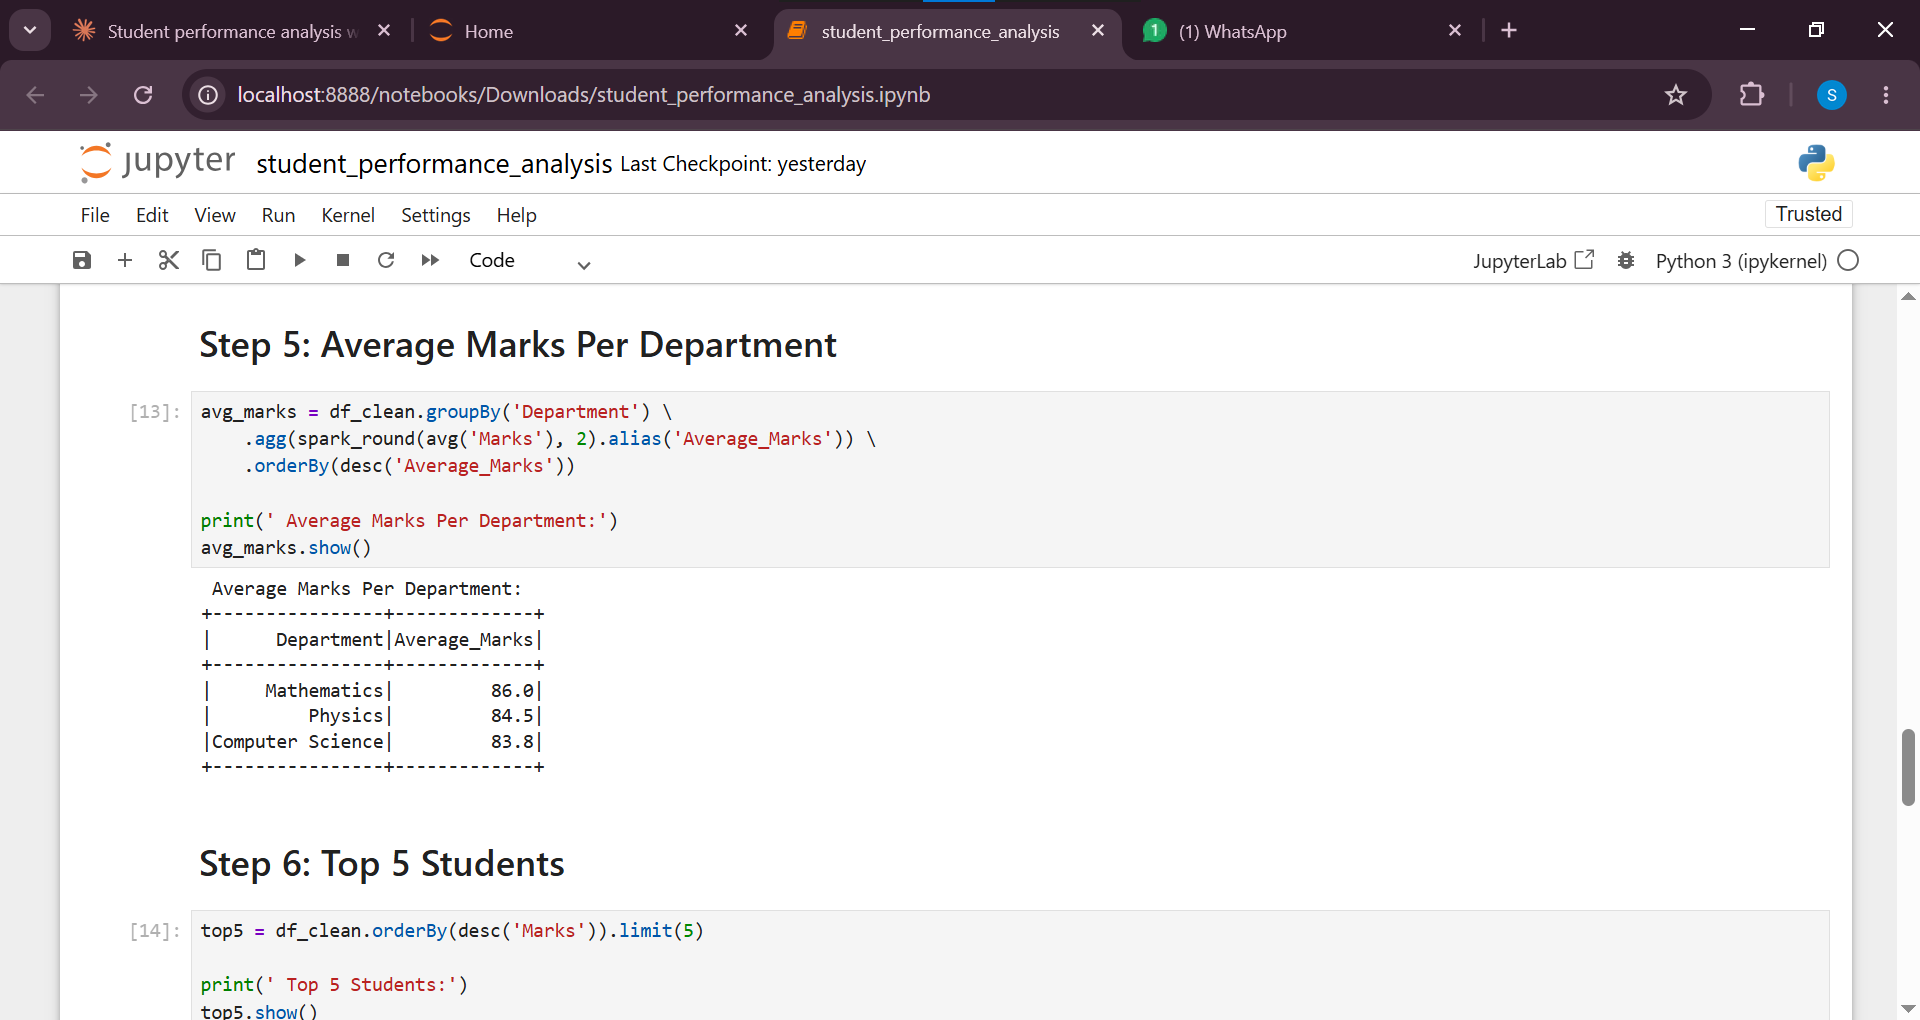 Student performance analysis w
Home
student_performance_analysis
1
(1) WhatsApp
localhost:8888/notebooks/Downloads/student_performance_analysis.ipynb
S
jupyter student_performance_analysis Last Checkpoint: yesterday
File Edit View Run Kernel Settings Help
Trusted
Code
JupyterLab
Python 3 (ipykernel)
Step 5: Average Marks Per Department
[13]: avg_marks = df_clean.groupBy('Department') \
    .agg(spark_round(avg('Marks'), 2).alias('Average_Marks')) \
    .orderBy(desc('Average_Marks'))
print(' Average Marks Per Department:')
avg_marks.show()
 Average Marks Per Department:
+----------------+-------------+
|      Department|Average_Marks|
+----------------+-------------+
|     Mathematics|         86.0|
|         Physics|         84.5|
|Computer Science|         83.8|
+----------------+-------------+
Step 6: Top 5 Students
[14]: top5 = df_clean.orderBy(desc('Marks')).limit(5)
print(' Top 5 Students:')
top5.show()